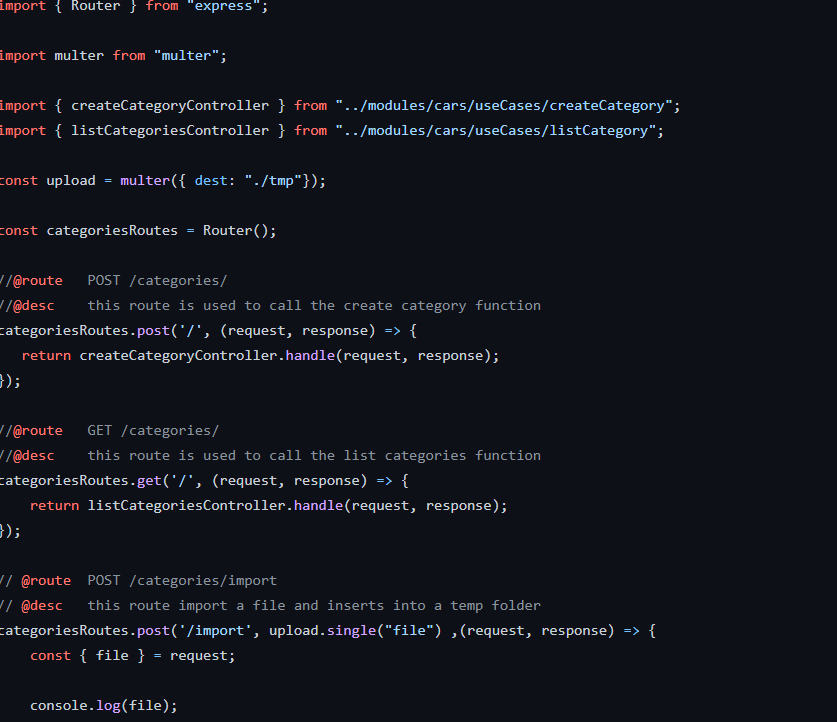 import { Router } from "express";
import multer from "multer";
import { createCategoryController } from "../modules/cars/useCases/createCategory";
import { listCategoriesController } from "../modules/cars/useCases/listCategory";
const upload = multer({ dest: "./tmp"});
const categoriesRoutes = Router();
//@route   POST /categories/
//@desc    this route is used to call the create category function
categoriesRoutes.post('/', (request, response) => {
   return createCategoryController.handle(request, response);
});
//@route   GET /categories/
//@desc    this route is used to call the list categories function
categoriesRoutes.get('/', (request, response) => {
    return listCategoriesController.handle(request, response);
});
// @route  POST /categories/import
// @desc   this route import a file and inserts into a temp folder
categoriesRoutes.post('/import', upload.single("file") ,(request, response) => {
    const { file } = request;
    console.log(file);